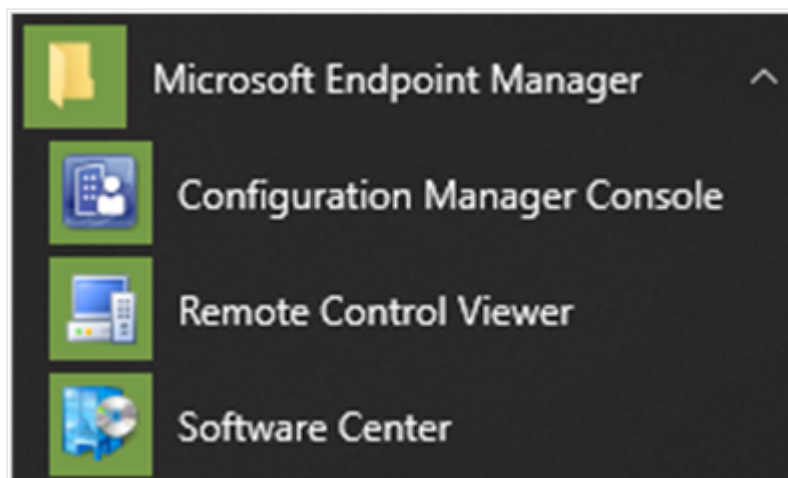 Microsoft Endpoint Manager
Configuration Manager Console
Remote Control Viewer
Software Center